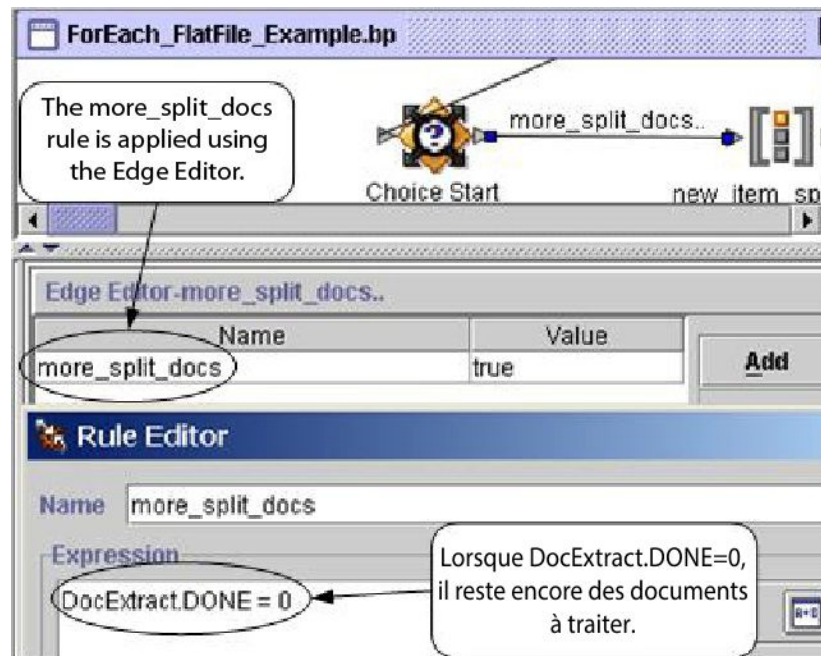 ForEach_FlatFile_Example.bp
The more_split_docs
rule is applied using
the Edge Editor.
more_split_docs..
Choice Start
new_item_sp
Edge Editor-more_split_docs..
Name
Value
more_split_docs
true
Add
Rule Editor
Name
more_split_docs
Expression
DocExtract.DONE = 0
Lorsque DocExtract.DONE=0,
il reste encore des documents
à traiter.